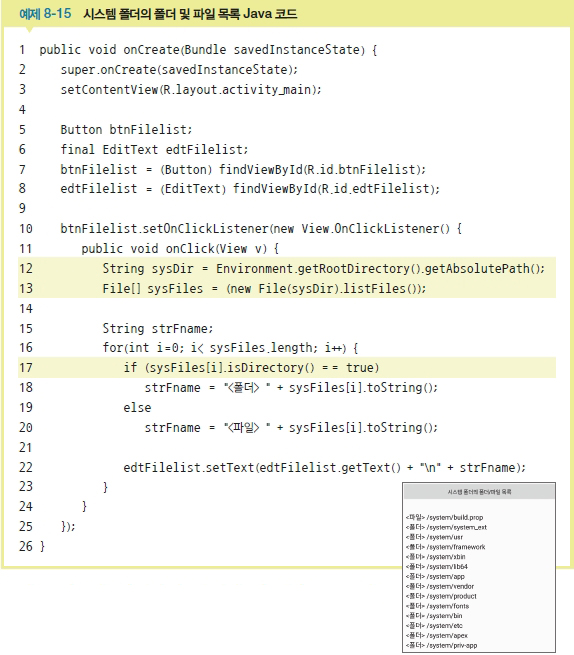 예제 8-15 시스템 폴더의 폴더 및 파일 목록 Java 코드
1 public void onCreate(Bundle savedInstanceState) {
2 super.onCreate(savedInstanceState);
3 setContentView(R.layout.activity_main);
4
5 Button btnFilelist;
6 final EditText edtFilelist;
7 btnFilelist = (Button) findViewById(R.id.btnFilelist);
8 edtFilelist = (EditText) findViewById(R.id.edtFilelist);
9
10 btnFilelist.setOnClickListener(new View.OnClickListener() {
11 public void onClick(View v) {
12 String sysDir = Environment.getRootDirectory().getAbsolutePath();
13 File[] sysFiles = (new File(sysDir).listFiles());
14
15 String strFname;
16 for(int i=0; i< sysFiles.length; i++) {
17 if (sysFiles[i].isDirectory() == true)
18 strFname = "<폴더> " + sysFiles[i].toString();
19 else
20 strFname = "<파일> " + sysFiles[i].toString();
21
22 edtFilelist.setText(edtFilelist.getText() + "\n" + strFname);
23 }
24 }
25 });
26 }
시스템 폴더의 폴더/파일 목록
<파일> /system/build.prop
<폴더> /system/system_ext
<폴더> /system/usr
<폴더> /system/framework
<폴더> /system/xbin
<폴더> /system/lib64
<폴더> /system/app
<폴더> /system/vendor
<폴더> /system/product
<폴더> /system/fonts
<폴더> /system/bin
<폴더> /system/etc
<폴더> /system/apex
<폴더> /system/priv-app